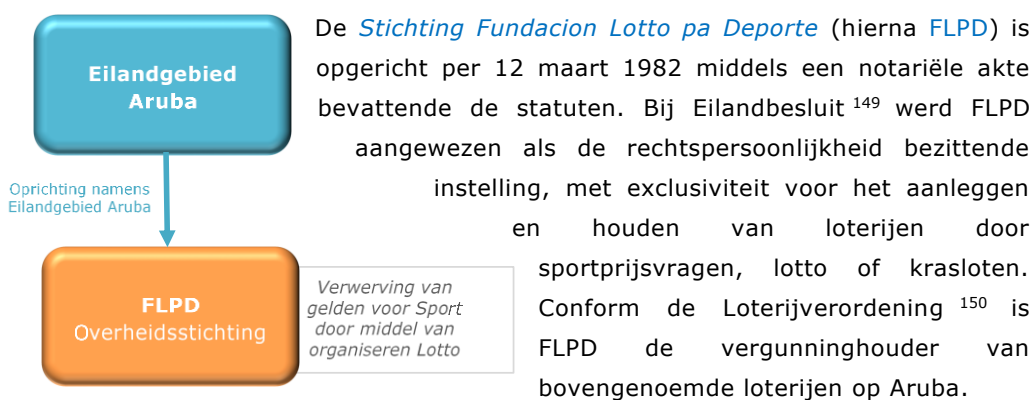 Eilandgebied
Aruba
Oprichting namens
Eilandgebied Aruba
FLPD
Overheidsstichting
Verwerving van
gelden voor Sport
door middel van
organiseren Lotto
De Stichting Fundacion Lotto pa Deporte (hierna FLPD) is
opgericht per 12 maart 1982 middels een notariële akte
bevattende de statuten. Bij Eilandbesluit 149 werd FLPD
aangewezen als de rechtspersoonlijkheid bezittende
instelling, met exclusiviteit voor het aanleggen
en houden van loterijen door
sportprijsvragen, lotto of krasloten.
Conform de Loterijverordening 150 is
FLPD de vergunninghouder van
bovengenoemde loterijen op Aruba.